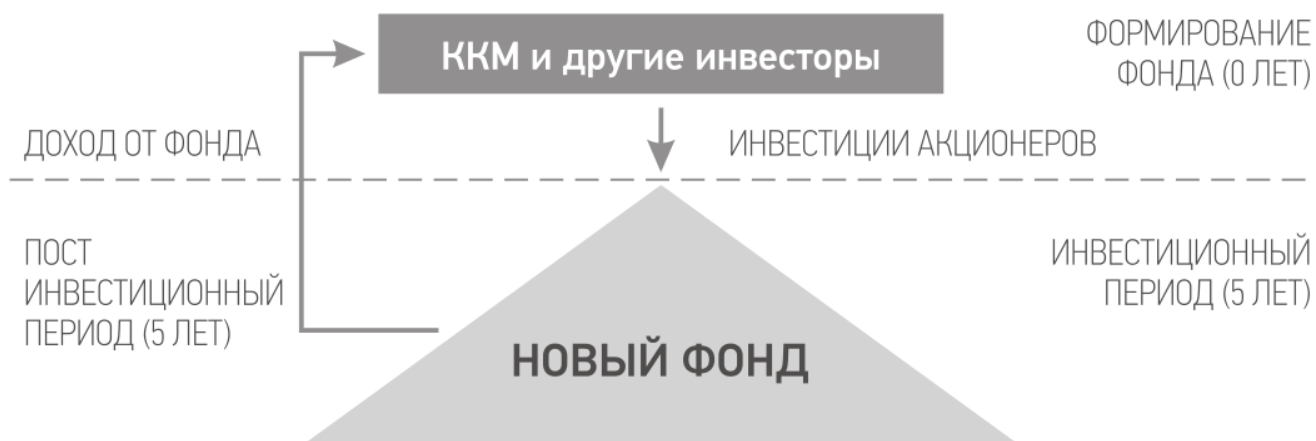 ККМ и другие инвесторы
ФОРМИРОВАНИЕ
ФОНДА (0 ЛЕТ)
ДОХОД ОТ ФОНДА
ИНВЕСТИЦИИ АКЦИОНЕРОВ
ПОСТ
ИНВЕСТИЦИОННЫЙ
ПЕРИОД (5 ЛЕТ)
ИНВЕСТИЦИОННЫЙ
ПЕРИОД (5 ЛЕТ)
НОВЫЙ ФОНД